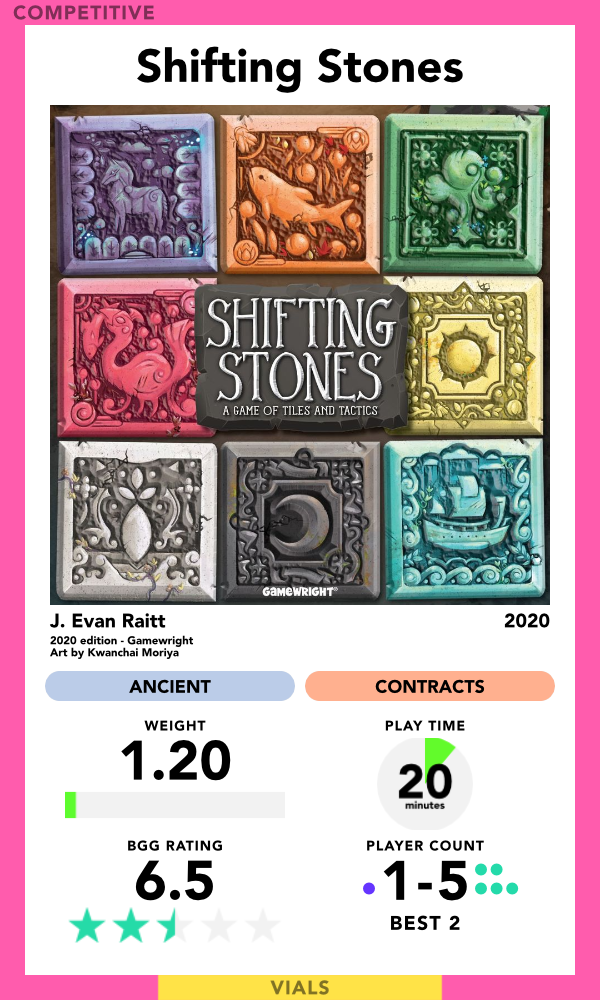 COMPETITIVE
Shifting Stones
SHIFTING
STONES
A GAME OF TILES AND TACTICS
GAMEWRIGHT®
J. Evan Raitt
2020
2020 edition - Gamewright
Art by Kwanchai Moriya
ANCIENT
CONTRACTS
WEIGHT
1.20
PLAY TIME
20
minutes
BGG RATING
6.5
PLAYER COUNT
1-5
BEST 2
VIALS